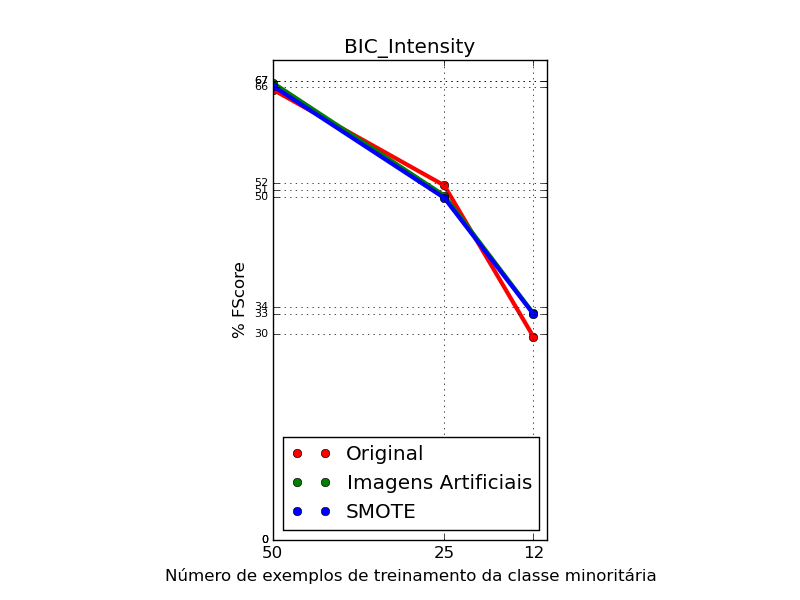 BIC_Intensity
67
66
52
51
50
34
33
30
0
% FScore
Original
Imagens Artificiais
SMOTE
50 25 12
Número de exemplos de treinamento da classe minoritária